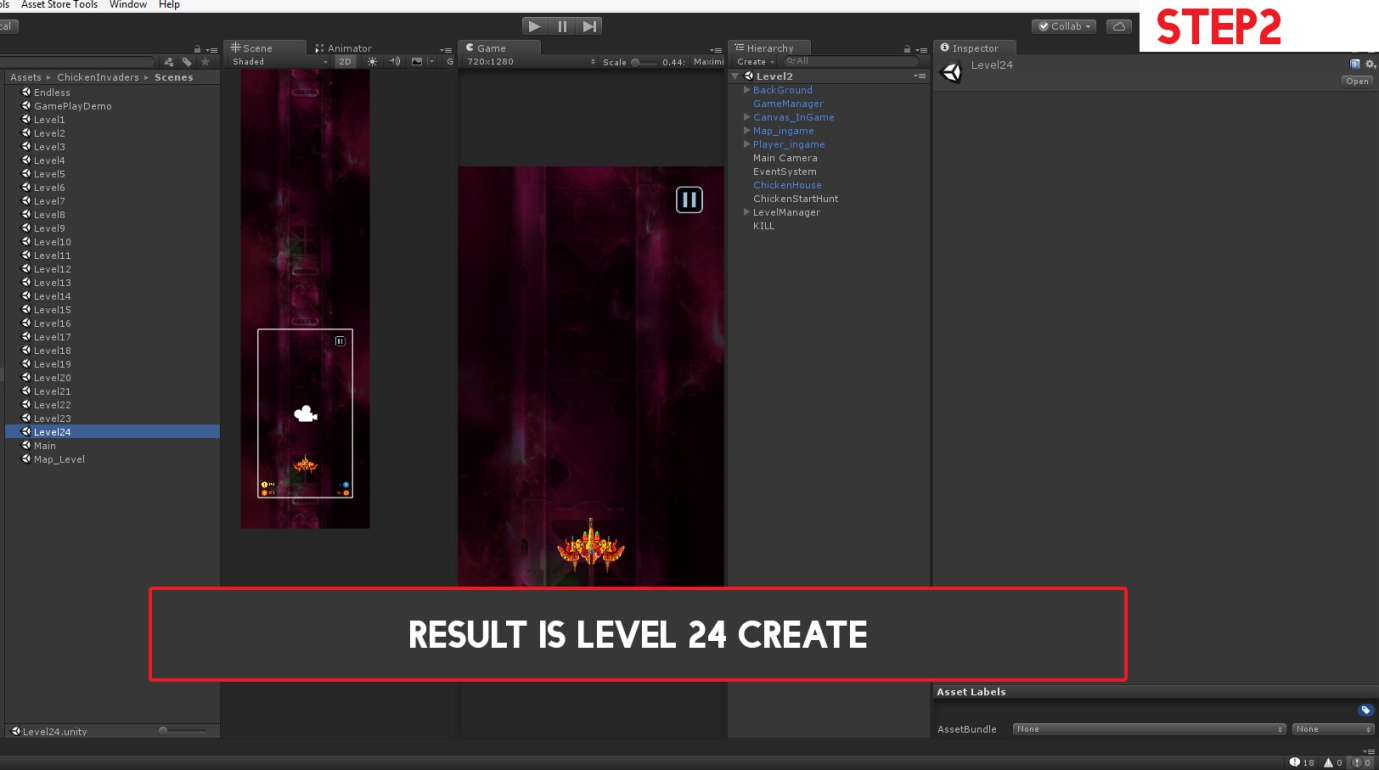 ols Asset Store Tools Window Help
STEP2
cal
Collab
Scene Animator
Game
Hierarchy
Inspector
Shaded 2D G
720x1280 Scale 0.44: Maximi
Create All
Level24
Open
Assets ▸ ChickenInvaders ▸ Scenes
Endless
GamePlayDemo
Level1
Level2
Level3
Level4
Level5
Level6
Level7
Level8
Level9
Level10
Level11
Level12
Level13
Level14
Level15
Level16
Level17
Level18
Level19
Level20
Level21
Level22
Level23
Level24
Main
Map_Level
Level2
BackGround
GameManager
Canvas_InGame
Map_ingame
Player_ingame
Main Camera
EventSystem
ChickenHouse
ChickenStartHunt
LevelManager
KILL
RESULT IS LEVEL 24 CREATE
Asset Labels
AssetBundle None None
Level24.unity
18 0 0